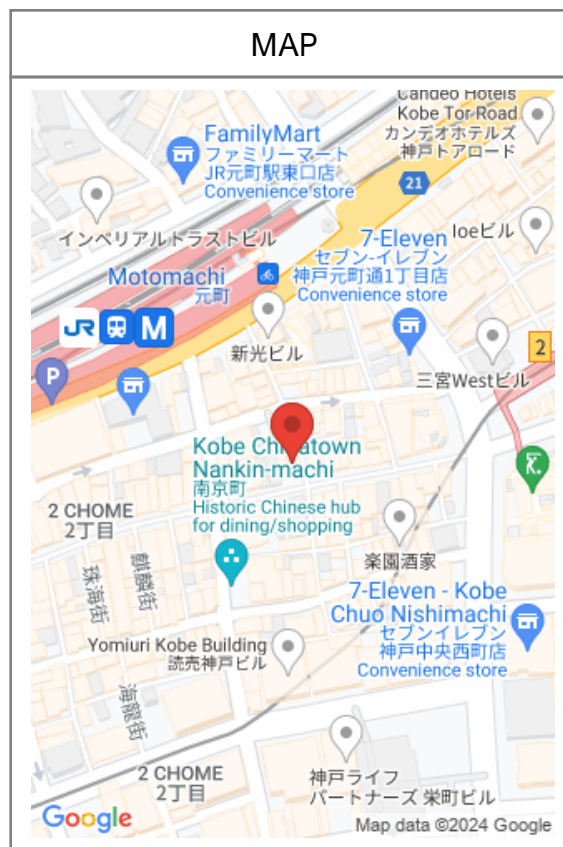 MAP
Candeo Hotels
Kobe Tor Road
カンデオホテルズ
神戸トアロード
FamilyMart
ファミリーマート
JR元町駅東口店
Convenience store
21
インペリアルトラストビル
7-Eleven
セブン-イレブン
神戸元町通1丁目店
Convenience store
Ioeビル
Motomachi
元町
JR
M
新光ビル
2
三宮Westビル
P
Kobe Chinatown
Nankin-machi
南京町
Historic Chinese hub
for dining/shopping
2 CHOME
2丁目
麒麟街
珠海街
楽園酒家
7-Eleven - Kobe
Chuo Nishimachi
セブンイレブン
神戸中央西町店
Convenience store
Yomiuri Kobe Building
読売神戸ビル
海龍街
2 CHOME
2丁目
神戸ライフ
パートナーズ 栄町ビル
Google
Map data ©2024 Google